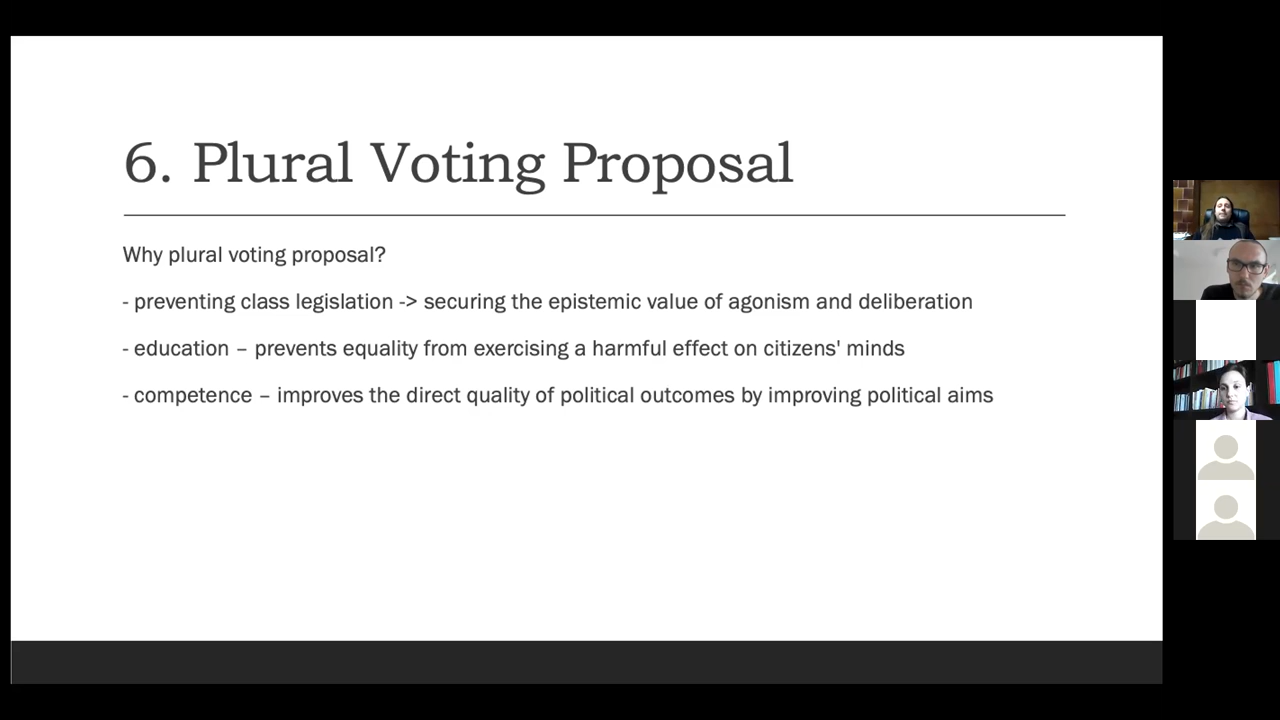 6. Plural Voting Proposal
Why plural voting proposal?
- preventing class legislation -> securing the epistemic value of agonism and deliberation
- education – prevents equality from exercising a harmful effect on citizens' minds
- competence – improves the direct quality of political outcomes by improving political aims